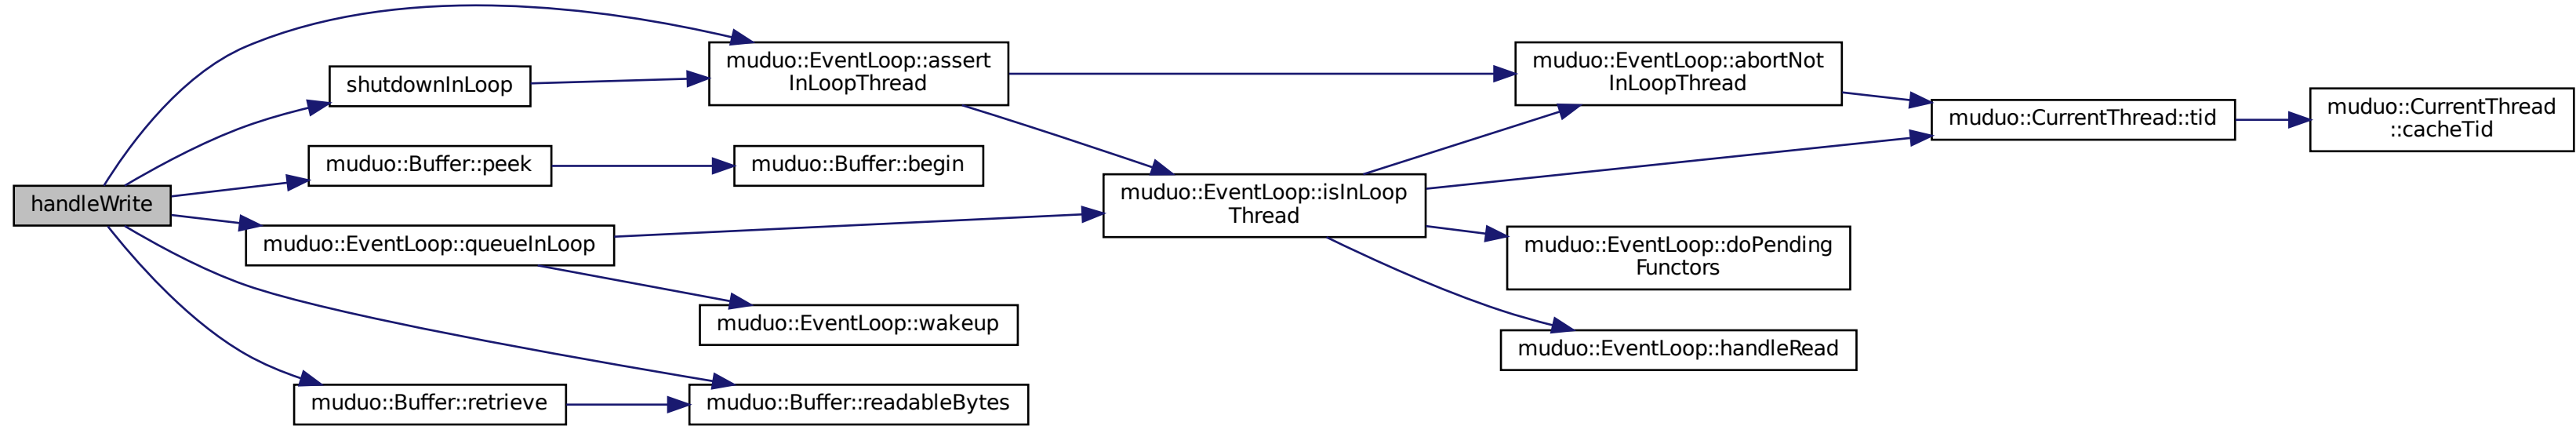 handleWrite
shutdownInLoop
muduo::Buffer::peek
muduo::EventLoop::queueInLoop
muduo::Buffer::retrieve
muduo::EventLoop::assert
InLoopThread
muduo::Buffer::begin
muduo::EventLoop::wakeup
muduo::Buffer::readableBytes
muduo::EventLoop::isInLoop
Thread
muduo::EventLoop::abortNot
InLoopThread
muduo::EventLoop::doPending
Functors
muduo::EventLoop::handleRead
muduo::CurrentThread::tid
muduo::CurrentThread
::cacheTid